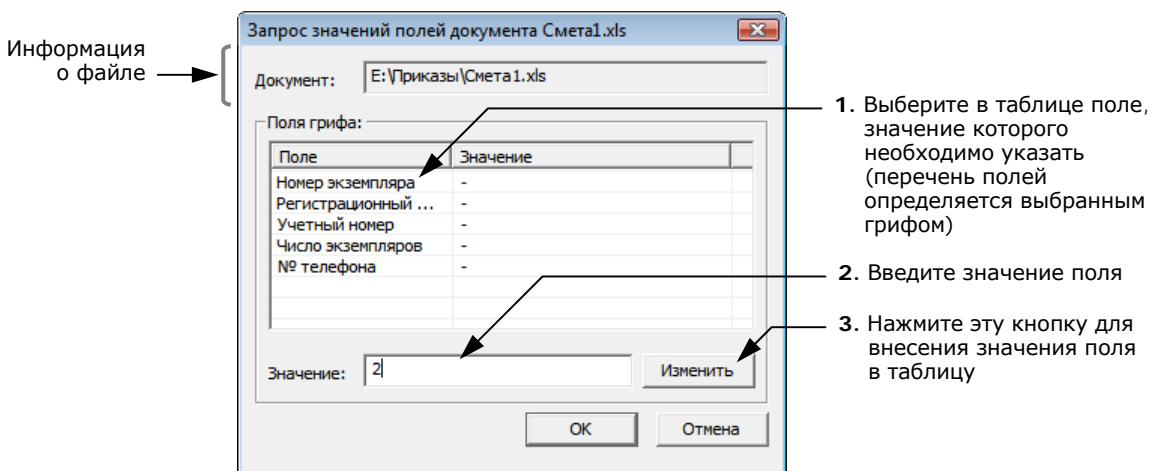 Информация
о файле
Запрос значений полей документа Смета1.xls
Документ:
E:\Приказы\Смета1.xls
Поля грифа:
Поле Значение
Номер экземпляра -
Регистрационный ... -
Учетный номер -
Число экземпляров -
№ телефона -
Значение: 2 Изменить
OK Отмена
1. Выберите в таблице поле,
значение которого
необходимо указать
(перечень полей
определяется выбранным
грифом)
2. Введите значение поля
3. Нажмите эту кнопку для
внесения значения поля
в таблицу